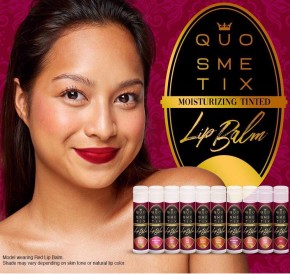 QUO
SME
TIX
MOISTURIZING TINTED
Lip Balm
Model wearing Red Lip Balm.
Shade may vary depending on skin tone or natural lip color.